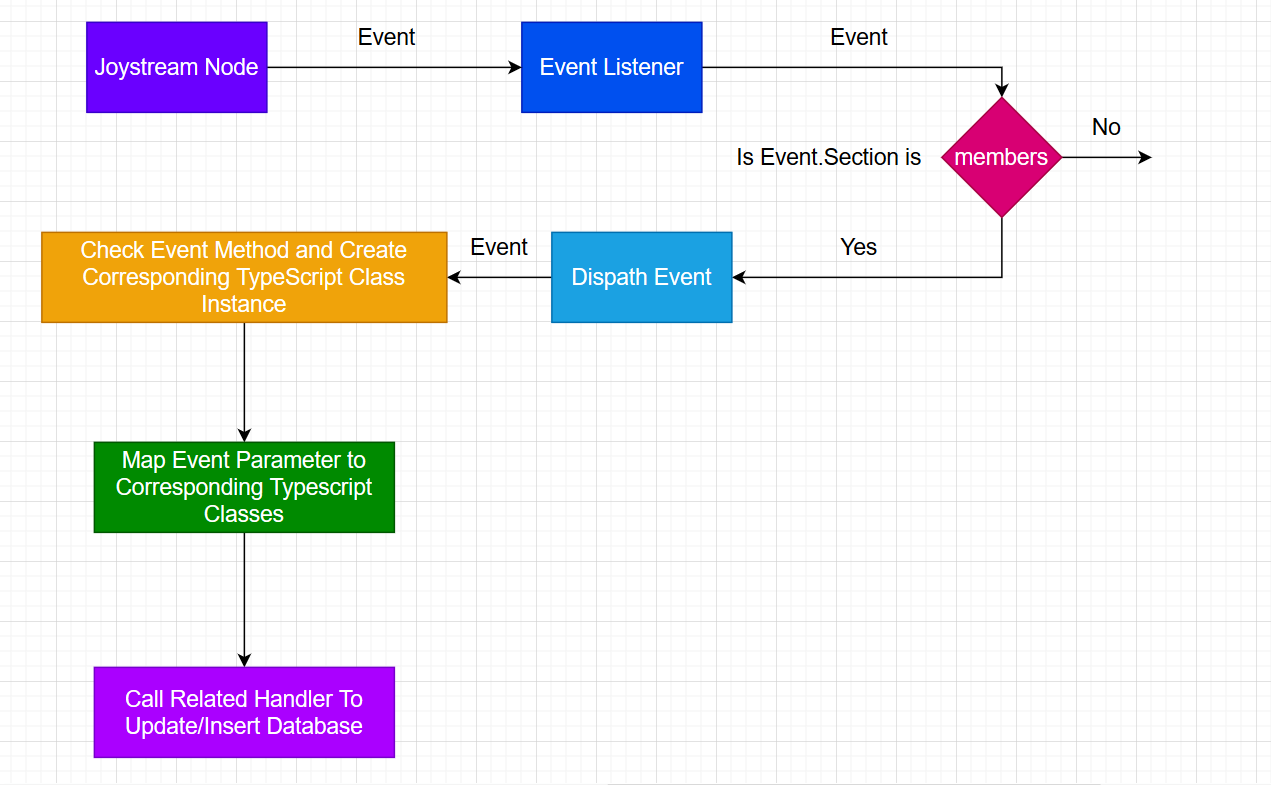 Event
Event
Joystream Node
Event Listener
No
Is Event.Section is
members
Check Event Method and Create
Corresponding TypeScript Class
Instance
Event
Dispath Event
Yes
Map Event Parameter to
Corresponding Typescript
Classes
Call Related Handler To
Update/Insert Database